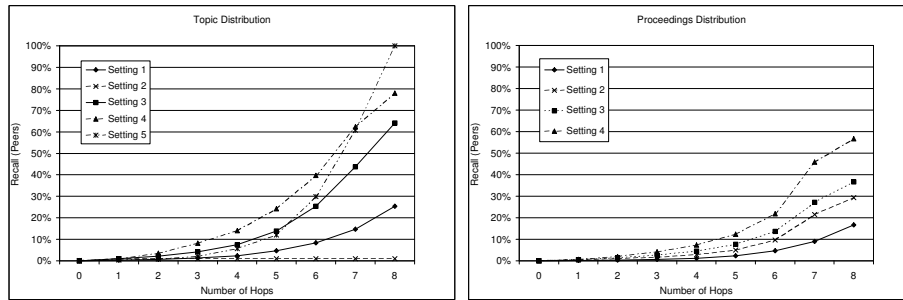 Topic Distribution
100%
90%
80%
70%
60%
50%
40%
30%
20%
10%
0%
Recall (Peers)
Setting 1
Setting 2
Setting 3
Setting 4
Setting 5
0 1 2 3 4 5 6 7 8
Number of Hops
Proceedings Distribution
100%
90%
80%
70%
60%
50%
40%
30%
20%
10%
0%
Recall (Peers)
Setting 1
Setting 2
Setting 3
Setting 4
0 1 2 3 4 5 6 7 8
Number of Hops